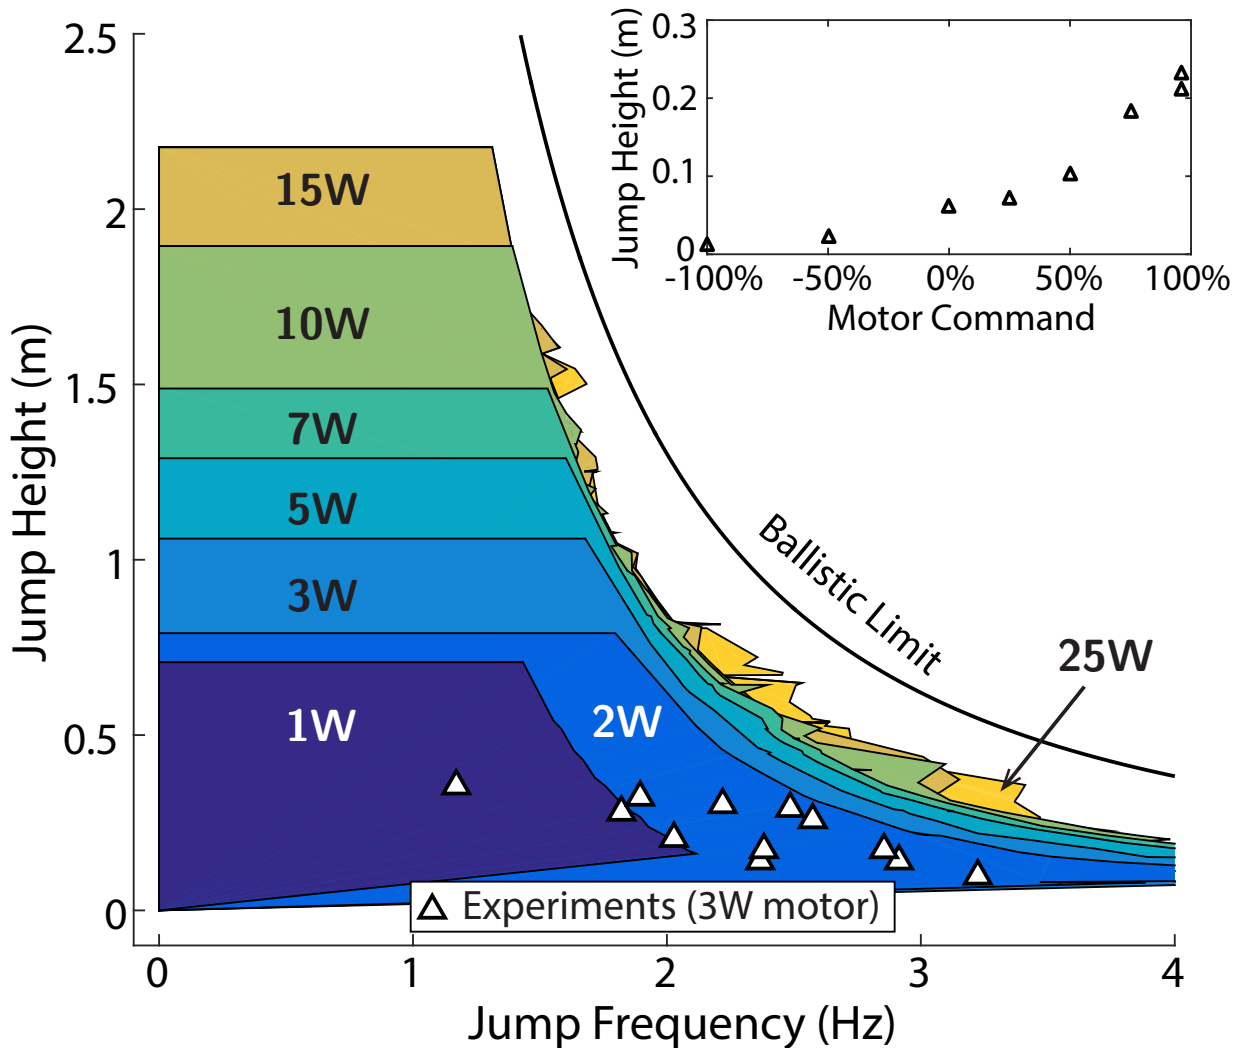 2.5
2
1.5
1
0.5
0
Jump Height (m)
0
1
2
3
4
Jump Frequency (Hz)
15W
10W
7W
5W
3W
1W
2W
25W
Ballistic Limit
Experiments (3W motor)
0.3
0.2
0.1
0
Jump Height (m)
-100%
-50%
0%
50%
100%
Motor Command